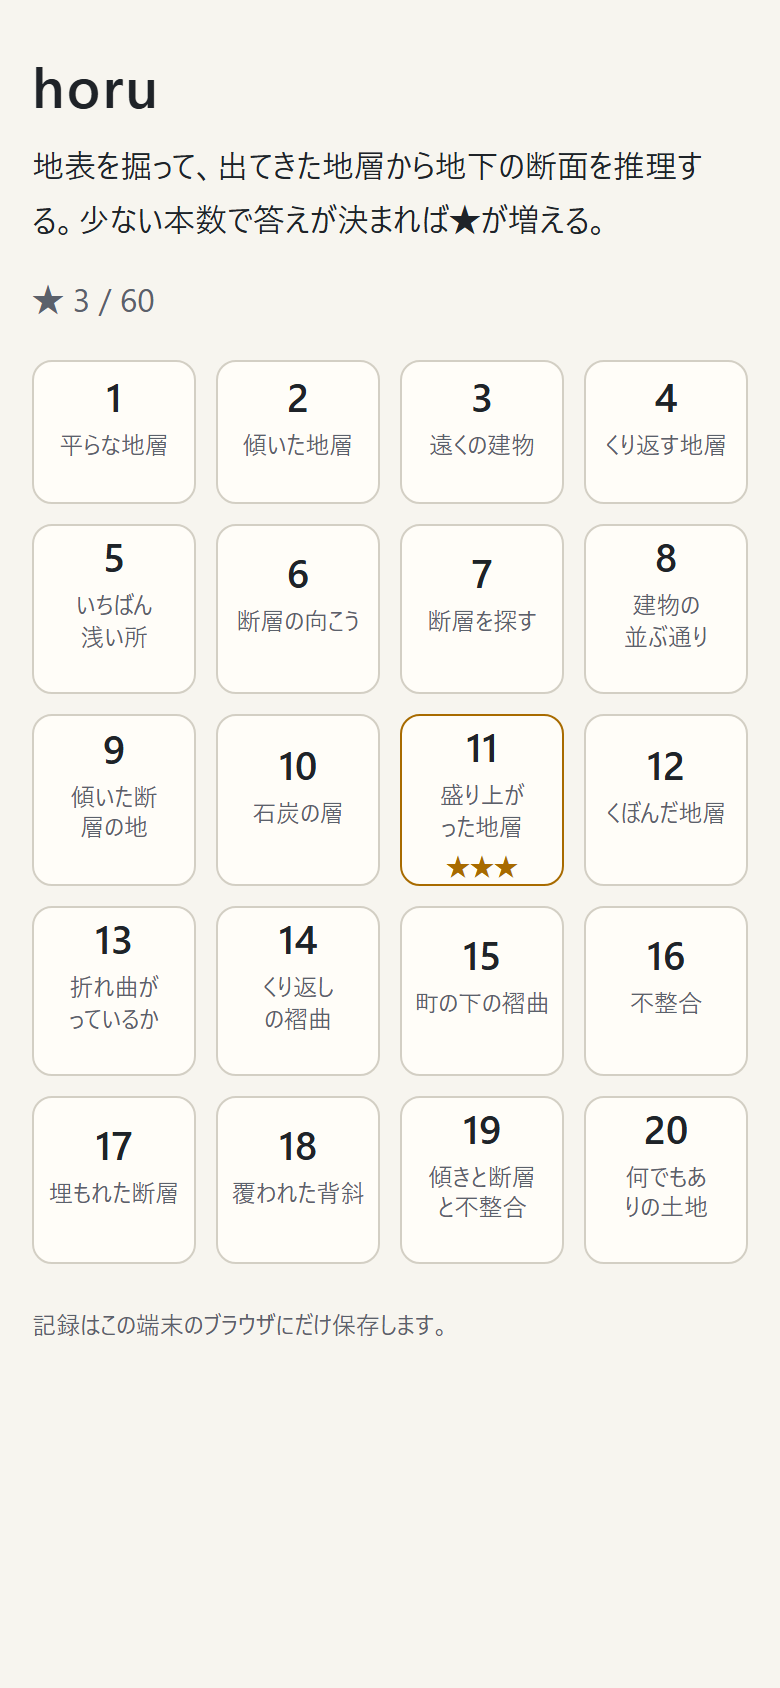 horu
地表を掘って、出てきた地層から地下の断面を推理す
る。少ない本数で答えが決まれば★が増える。
★ 3 / 60
1
平らな地層
2
傾いた地層
3
遠くの建物
4
くり返す地層
5
いちばん
浅い所
6
断層の向こう
7
断層を探す
8
建物の
並ぶ通り
9
傾いた断
層の地
10
石炭の層
11
盛り上が
った地層
★★★
12
くぼんだ地層
13
折れ曲が
っているか
14
くり返し
の褶曲
15
町の下の褶曲
16
不整合
17
埋もれた断層
18
覆われた背斜
19
傾きと断層
と不整合
20
何でもあ
りの土地
記録はこの端末のブラウザにだけ保存します。